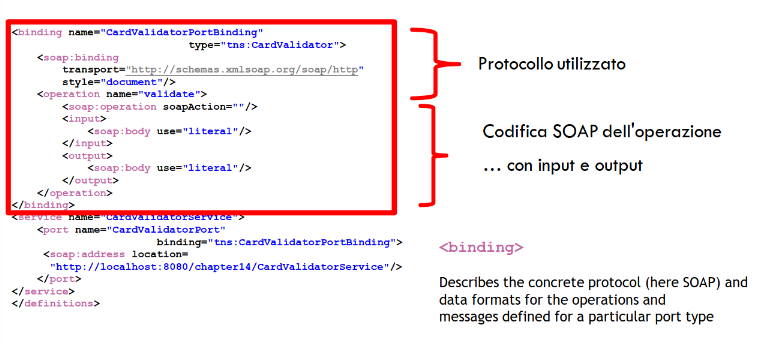 <binding name="CardValidatorPortBinding"
type="tns:CardValidator">
<soap:binding
transport="http://schemas.xmlsoap.org/soap/http"
style="document"/>
<operation name="validate">
<soap:operation soapAction=""/>
<input>
<soap:body use="literal"/>
</input>
<output>
<soap:body use="literal"/>
</output>
</operation>
</binding>
<service name="CardValidatorService">
<port name="CardValidatorPort"
binding="tns:CardValidatorPortBinding">
<soap:address location=
"http://localhost:8080/chapter14/CardValidatorService"/>
</port>
</service>
</definitions>
Protocollo utilizzato
Codifica SOAP dell'operazione
... con input e output
<binding>
Describes the concrete protocol (here SOAP) and
data formats for the operations and
messages defined for a particular port type